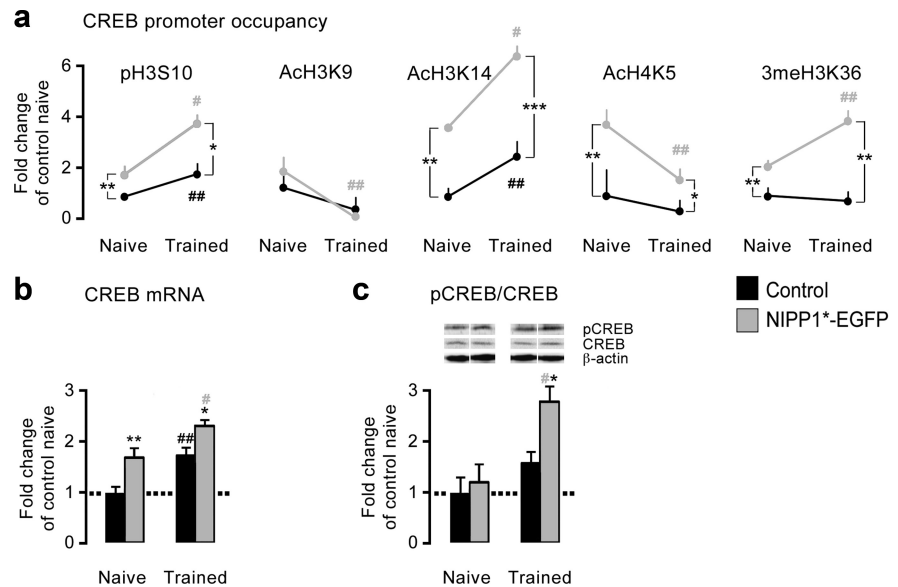 a CREB promoter occupancy
pH3S10 AcH3K9 AcH3K14 AcH4K5 3meH3K36
Fold change
of control naive
6
4
2
0
# ** * ##
##
# ** *** ##
** ## *
** ## **
Naive Trained Naive Trained Naive Trained Naive Trained Naive Trained
b CREB mRNA
Fold change
of control naive
3
2
1
0
** ## # *
Naive Trained
c pCREB/CREB
pCREB
CREB
β-actin
Fold change
of control naive
3
2
1
0
#*
Naive Trained
Control
NIPP1*-EGFP